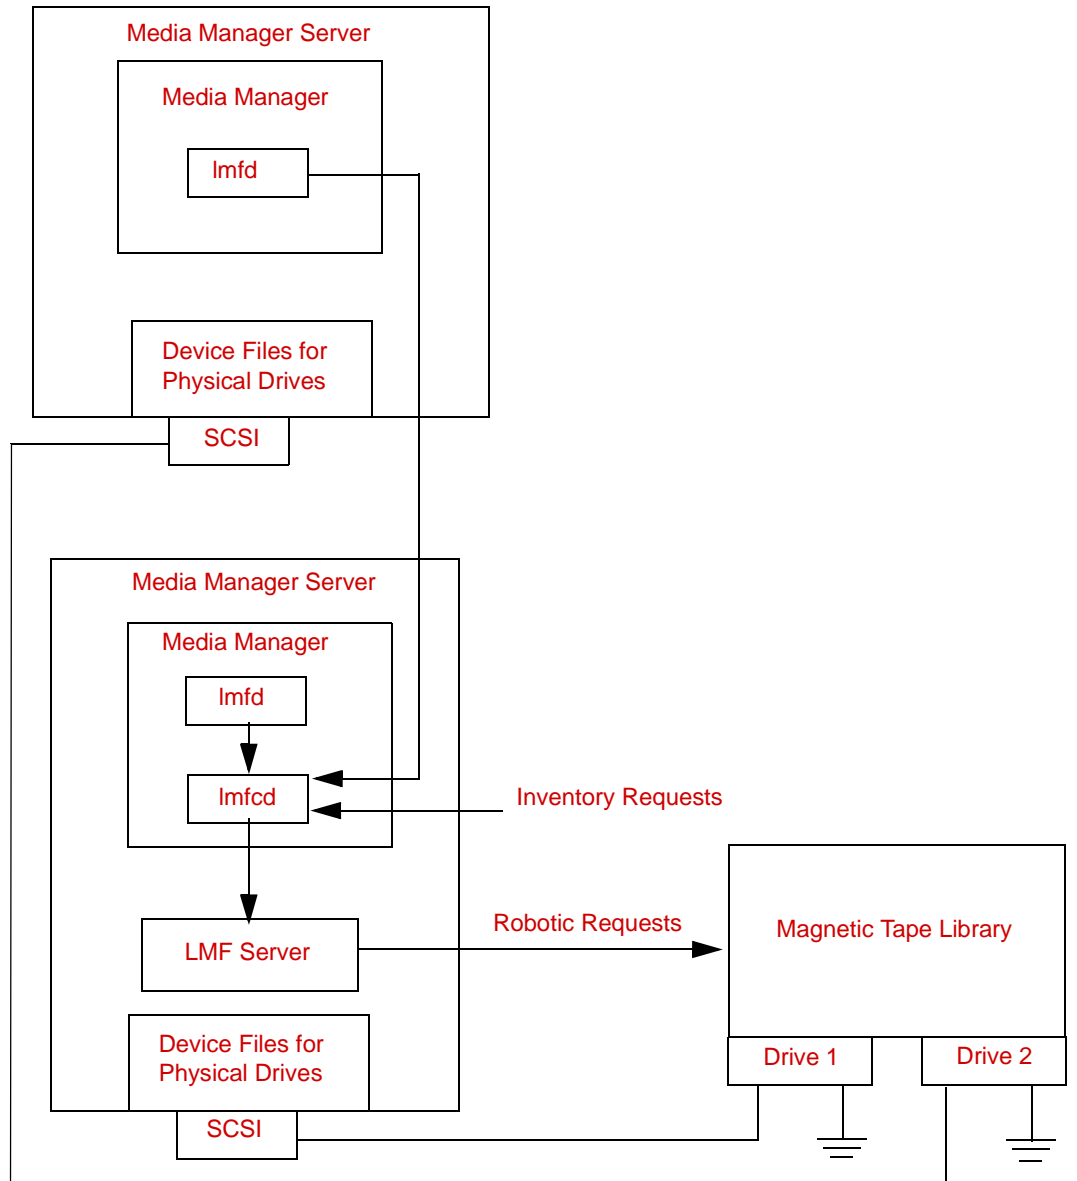 Media Manager Server
Media Manager
lmfd
Device Files for
Physical Drives
SCSI
Media Manager Server
Media Manager
lmfd
lmfcd
Inventory Requests
LMF Server
Robotic Requests
Magnetic Tape Library
Device Files for
Physical Drives
SCSI
Drive 1
Drive 2